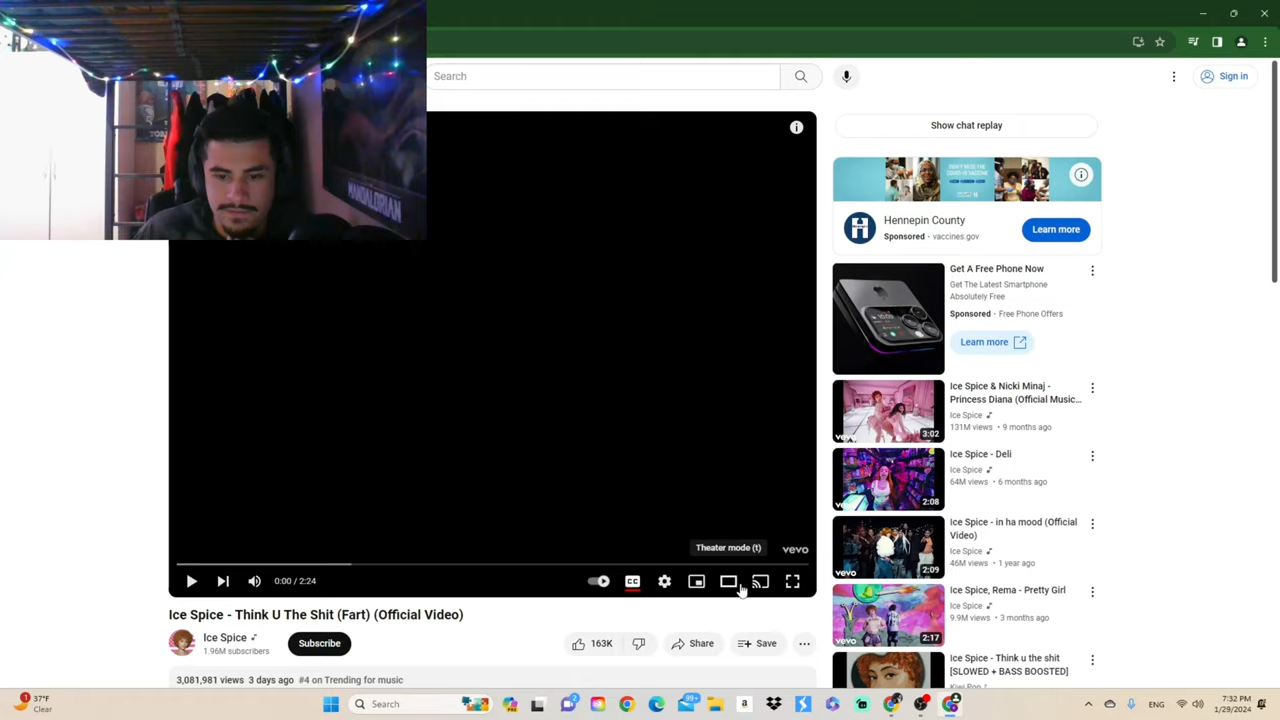 Search
Sign in
MANDALORIAN
Show chat replay
Hennepin County
Sponsored · vaccines.gov
Learn more
Get A Free Phone Now
Get The Latest Smartphone
Absolutely Free
Sponsored · Free Phone Offers
Learn more
Ice Spice & Nicki Minaj -
Princess Diana (Official Music...
Ice Spice
131M views • 9 months ago
vevo
3:02
Ice Spice - Deli
Ice Spice
64M views • 6 months ago
vevo
2:08
Ice Spice - in ha mood (Official
Video)
Ice Spice
46M views • 1 year ago
vevo
2:09
Ice Spice, Rema - Pretty Girl
Ice Spice
9.9M views • 3 months ago
vevo
2:17
Ice Spice - Think u the shit
[SLOWED + BASS BOOSTED]
Theater mode (t)
vevo
0:00 / 2:24
CC
Ice Spice - Think U The Shit (Fart) (Official Video)
Ice Spice
1.96M subscribers
Subscribe
163K
Share
Save
3,081,981 views 3 days ago #4 on Trending for music
37°F
Clear
Search
99+
ENG
7:32 PM
1/29/2024